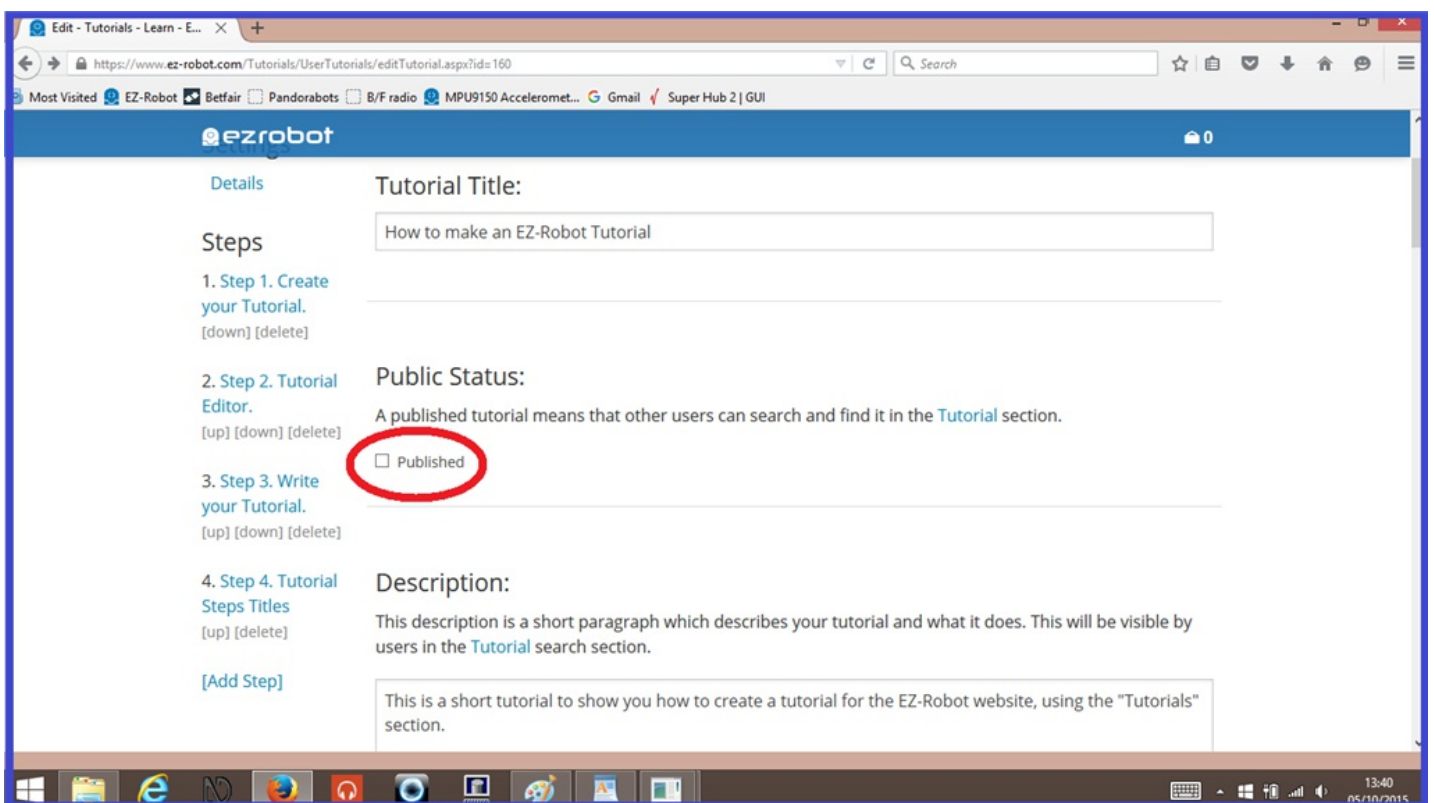 Edit - Tutorials - Learn - E...
https://www.ez-robot.com/Tutorials/UserTutorials/editTutorial.aspx?id=160
Search
Most Visited EZ-Robot Betfair Pandorabots B/F radio MPU9150 Acceleromet... Gmail Super Hub 2 | GUI
ezrobot
0
Settings
Details
Steps
1. Step 1. Create
your Tutorial.
[down] [delete]
2. Step 2. Tutorial
Editor.
[up] [down] [delete]
3. Step 3. Write
your Tutorial.
[up] [down] [delete]
4. Step 4. Tutorial
Steps Titles
[up] [delete]
[Add Step]
Tutorial Title:
How to make an EZ-Robot Tutorial
Public Status:
A published tutorial means that other users can search and find it in the Tutorial section.
Published
Description:
This description is a short paragraph which describes your tutorial and what it does. This will be visible by
users in the Tutorial search section.
This is a short tutorial to show you how to create a tutorial for the EZ-Robot website, using the "Tutorials"
section.
13:40
05/10/2015